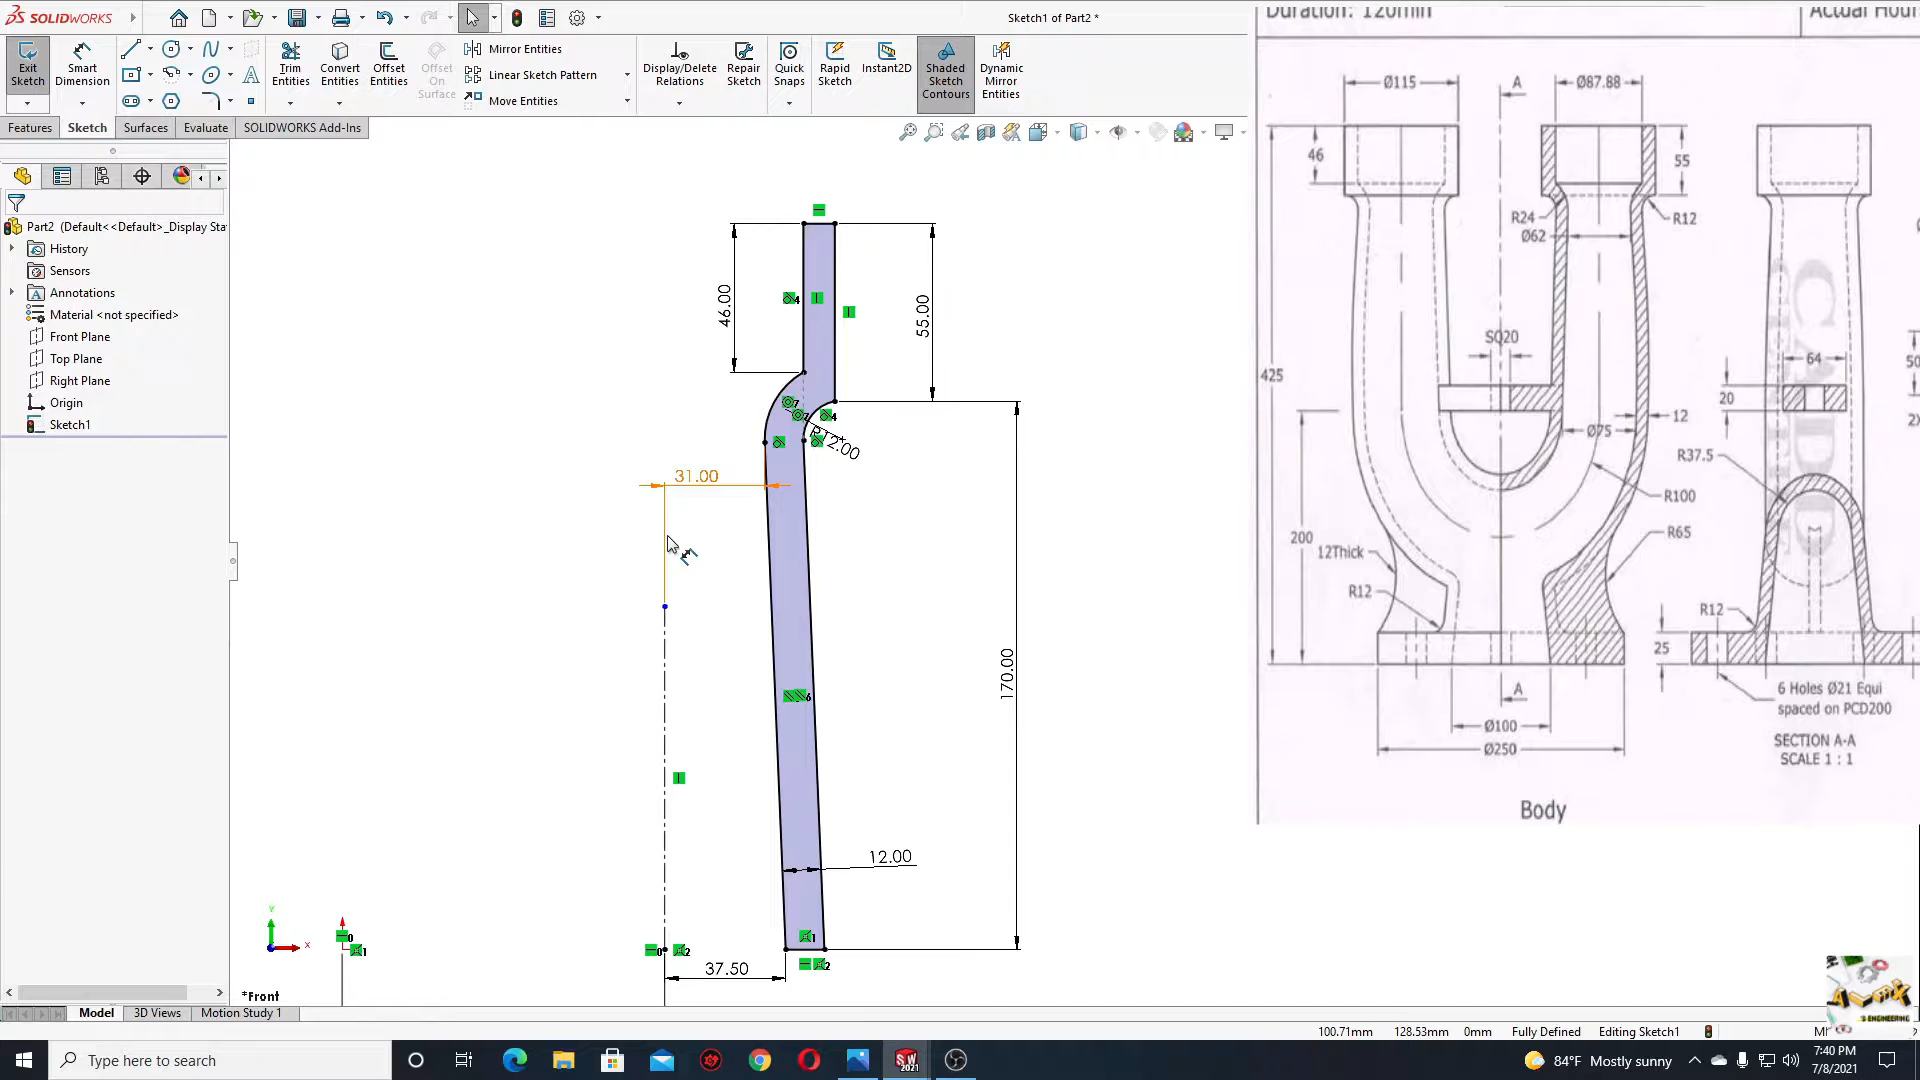 SOLIDWORKS
Sketch1 of Part2 *
Exit Sketch
Smart Dimension
Trim Entities
Convert Entities
Offset Entities
Offset On Surface
Mirror Entities
Linear Sketch Pattern
Move Entities
Display/Delete Relations
Repair Sketch
Quick Snaps
Rapid Sketch
Instant2D
Shaded Sketch Contours
Dynamic Mirror Entities
Features
Sketch
Surfaces
Evaluate
SOLIDWORKS Add-Ins
Part2 (Default<<Default>_Display Sta
History
Sensors
Annotations
Material <not specified>
Front Plane
Top Plane
Right Plane
Origin
Sketch1
46.00
55.00
R12.00
31.00
170.00
12.00
37.50
*Front
Duration: 120min
Actual Hour
Ø115
A
Ø87.88
46
55
R24
Ø62
R12
SQ20
425
64
50
20
12
Ø75
2X
R37.5
R100
200
R65
12Thick
R12
R12
25
A
6 Holes Ø21 Equi
spaced on PCD200
Ø100
Ø250
SECTION A-A
SCALE 1 : 1
Body
Model
3D Views
Motion Study 1
100.71mm
128.53mm
0mm
Fully Defined
Editing Sketch1
Type here to search
84°F Mostly sunny
7:40 PM
7/8/2021